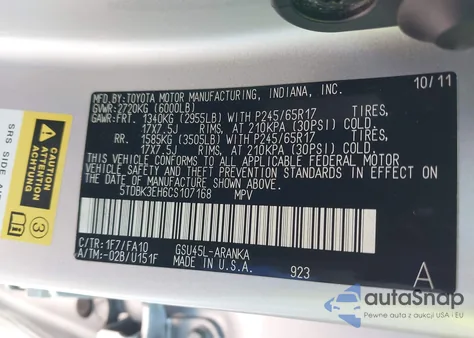 MFD.BY:TOYOTA MOTOR MANUFACTURING, INDIANA, INC. 10/11
GVWR:2720KG (6000LB)
GAWR:FRT. 1340KG (2955LB) WITH P245/65R17 TIRES,
17X7.5J RIMS, AT 210KPA (30PSI) COLD.
RR. 1585KG (3505LB) WITH P245/65R17 TIRES,
17X7.5J RIMS, AT 210KPA (30PSI) COLD.
THIS VEHICLE CONFORMS TO ALL APPLICABLE FEDERAL MOTOR
VEHICLE SAFETY AND THEFT PREVENTION STANDARDS IN EFFECT ON
THE DATE OF MANUFACTURE SHOWN ABOVE.
5TDBK3EH6CS107168 MPV
C/TR:1F7/FA10 GSU45L-ARANKA
A/TM:-02B/U151F MADE IN U.S.A. 923 A
SRS SIDE
CAUTION
ACHTUNG
3
autoSnap
Pewne auta z aukcji USA i EU